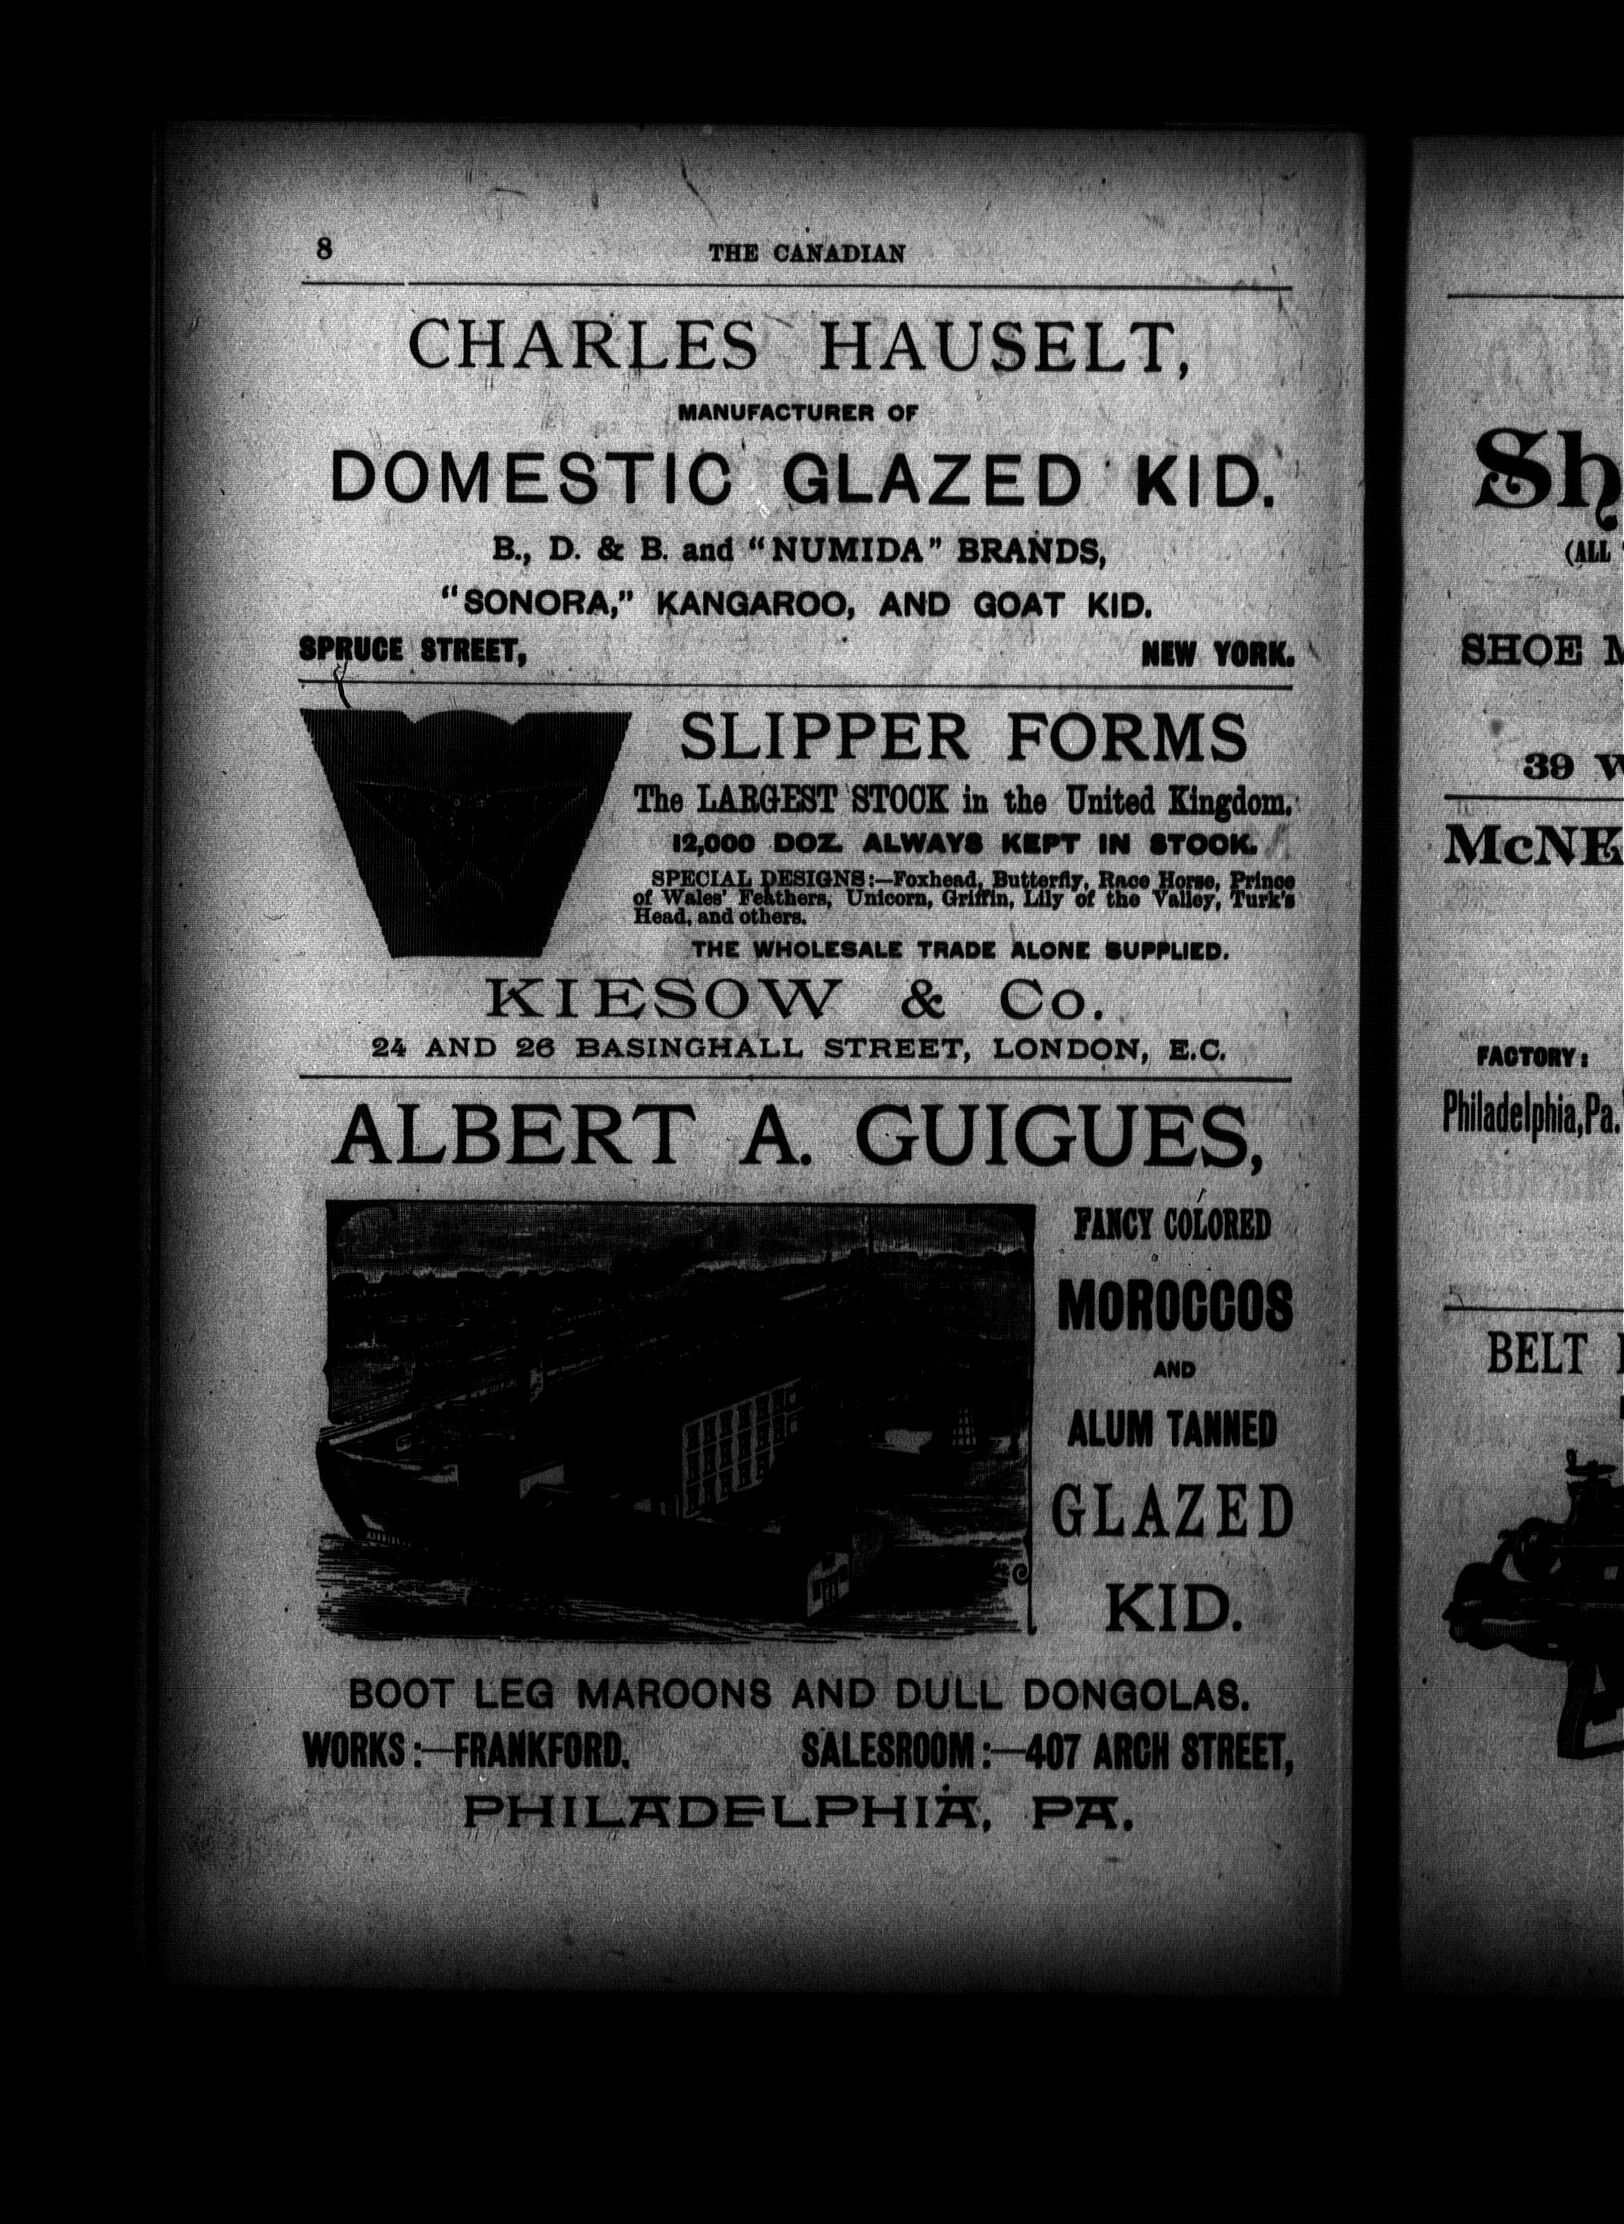 8
THE CANADIAN
CHARLES HAUSELT,
MANUFACTURER OF
DOMESTIC GLAZED KID.
B., D. & B. and "NUMIDA" BRANDS,
"SONORA," KANGAROO, AND GOAT KID.
SPRUCE STREET, NEW YORK.
SLIPPER FORMS
The LARGEST STOCK in the United Kingdom.
12,000 DOZ. ALWAYS KEPT IN STOCK.
SPECIAL DESIGNS:—Foxhead, Butterfly, Race Horse, Prince
of Wales' Feathers, Unicorn, Griffin, Lily of the Valley, Turk's
Head, and others.
THE WHOLESALE TRADE ALONE SUPPLIED.
KIESOW & Co.
24 AND 26 BASINGHALL STREET, LONDON, E.C.
ALBERT A. GUIGUES,
FANCY COLORED
MOROCCOS
AND
ALUM TANNED
GLAZED
KID.
BOOT LEG MAROONS AND DULL DONGOLAS.
WORKS:—FRANKFORD. SALESROOM:—407 ARCH STREET,
PHILADELPHIA, PA.
Sh
(ALL
SHOE
39
McNE
FACTORY:
Philadelphia, Pa.
BELT